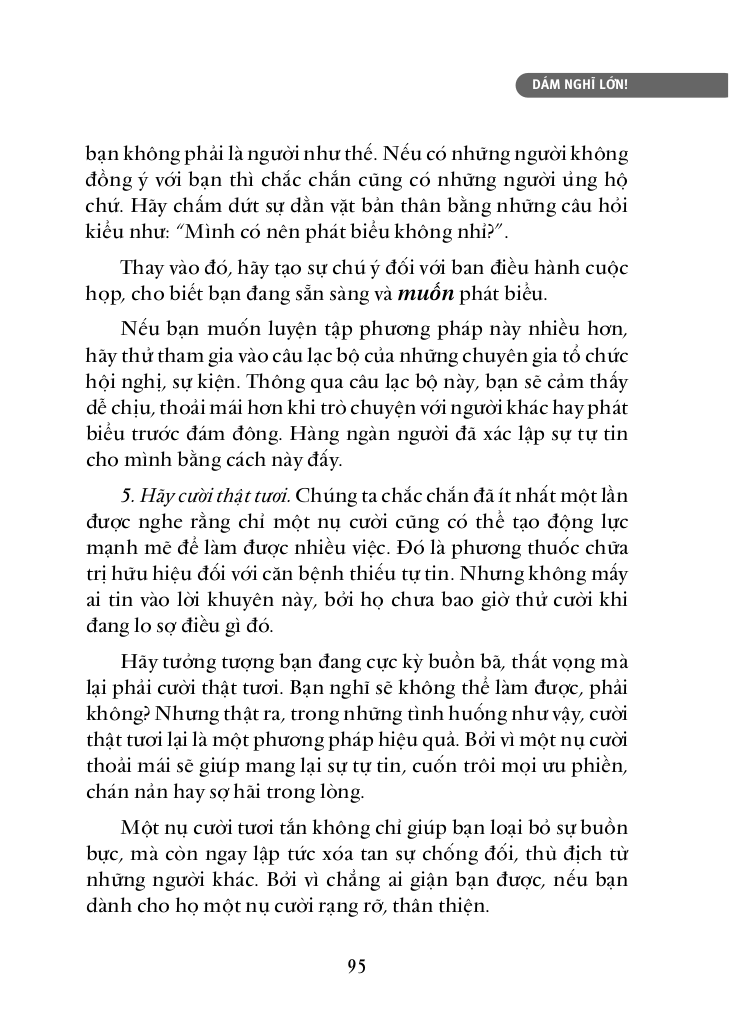 DÁM NGHĨ LỚN!
bạn không phải là người như thế. Nếu có những người không
đồng ý với bạn thì chắc chắn cũng có những người ủng hộ
chứ. Hãy chấm dứt sự dằn vặt bản thân bằng những câu hỏi
kiểu như: “Mình có nên phát biểu không nhỉ?”.
Thay vào đó, hãy tạo sự chú ý đối với ban điều hành cuộc
họp, cho biết bạn đang sẵn sàng và muốn phát biểu.
Nếu bạn muốn luyện tập phương pháp này nhiều hơn,
hãy thử tham gia vào câu lạc bộ của những chuyên gia tổ chức
hội nghị, sự kiện. Thông qua câu lạc bộ này, bạn sẽ cảm thấy
dễ chịu, thoải mái hơn khi trò chuyện với người khác hay phát
biểu trước đám đông. Hàng ngàn người đã xác lập sự tự tin
cho mình bằng cách này đấy.
5. Hãy cười thật tươi. Chúng ta chắc chắn đã ít nhất một lần
được nghe rằng chỉ một nụ cười cũng có thể tạo động lực
mạnh mẽ để làm được nhiều việc. Đó là phương thuốc chữa
trị hữu hiệu đối với căn bệnh thiếu tự tin. Nhưng không mấy
ai tin vào lời khuyên này, bởi họ chưa bao giờ thử cười khi
đang lo sợ điều gì đó.
Hãy tưởng tượng bạn đang cực kỳ buồn bã, thất vọng mà
lại phải cười thật tươi. Bạn nghĩ sẽ không thể làm được, phải
không? Nhưng thật ra, trong những tình huống như vậy, cười
thật tươi lại là một phương pháp hiệu quả. Bởi vì một nụ cười
thoải mái sẽ giúp mang lại sự tự tin, cuốn trôi mọi ưu phiền,
chán nản hay sợ hãi trong lòng.
Một nụ cười tươi tắn không chỉ giúp bạn loại bỏ sự buồn
bực, mà còn ngay lập tức xóa tan sự chống đối, thù địch từ
những người khác. Bởi vì chẳng ai giận bạn được, nếu bạn
dành cho họ một nụ cười rạng rỡ, thân thiện.
95